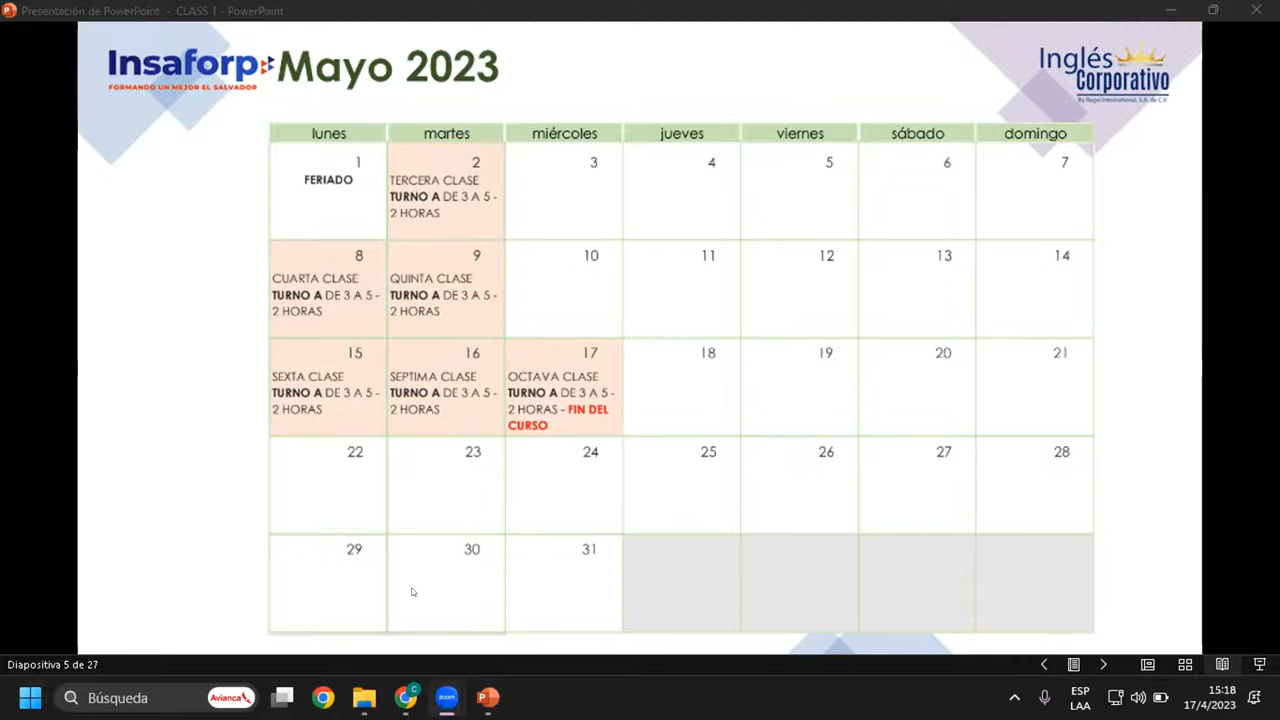 Presentación de PowerPoint - CLASS 1 - PowerPoint
Insaforp
FORMANDO UN MEJOR EL SALVADOR
Mayo 2023
Inglés
Corporativo
By Regal International, S.A. de C.V.
lunes martes miércoles jueves viernes sábado domingo
1 2 3 4 5 6 7
FERIADO
TERCERA CLASE
TURNO A DE 3 A 5 -
2 HORAS
8 9 10 11 12 13 14
CUARTA CLASE
TURNO A DE 3 A 5 -
2 HORAS
QUINTA CLASE
TURNO A DE 3 A 5 -
2 HORAS
15 16 17 18 19 20 21
SEXTA CLASE
TURNO A DE 3 A 5 -
2 HORAS
SEPTIMA CLASE
TURNO A DE 3 A 5 -
2 HORAS
OCTAVA CLASE
TURNO A DE 3 A 5 -
2 HORAS - FIN DEL
CURSO
22 23 24 25 26 27 28
29 30 31
Diapositiva 5 de 27
Búsqueda
Avianca
C
zoom
ESP
LAA
15:18
17/4/2023